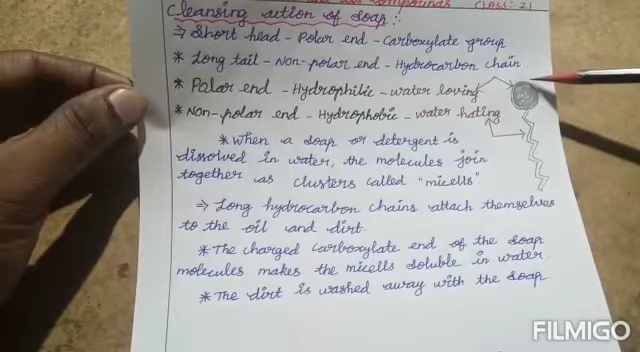 compounds CLASS:-21
Cleansing action of soap :-
⇒ Short head - Polar end - Carboxylate group
* Long tail - Non-polar end - Hydrocarbon chain
* Polar end - Hydrophilic - water loving
* Non-polar end - Hydrophobic - water hating
* When a soap or detergent is
dissolved in water, the molecules join
together as clusters called "micells"
⇒ Long hydrocarbon chains attach themselves
to the oil and dirt.
* The charged carboxylate end of the soap
molecules makes the micells soluble in water.
* The dirt is washed away with the soap
FILMIGO